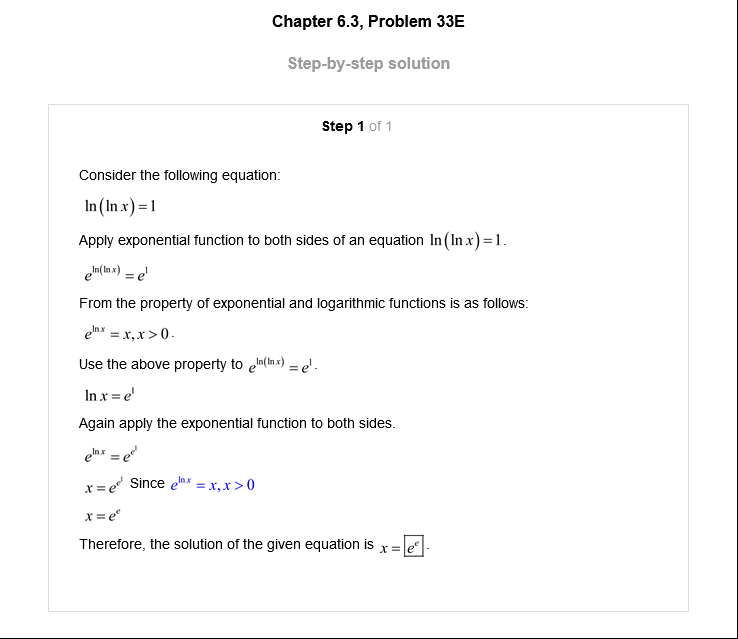 Chapter 6.3, Problem 33E
Step-by-step solution
Step 1 of 1
Consider the following equation:
ln(ln x) = 1
Apply exponential function to both sides of an equation ln(ln x) = 1.
e^{ln(ln x)} = e^1
From the property of exponential and logarithmic functions is as follows:
e^{ln x} = x, x > 0.
Use the above property to e^{ln(ln x)} = e^1.
ln x = e^1
Again apply the exponential function to both sides.
e^{ln x} = e^{e^1}
x = e^{e^1} Since e^{ln x} = x, x > 0
x = e^e
Therefore, the solution of the given equation is x = e^e.